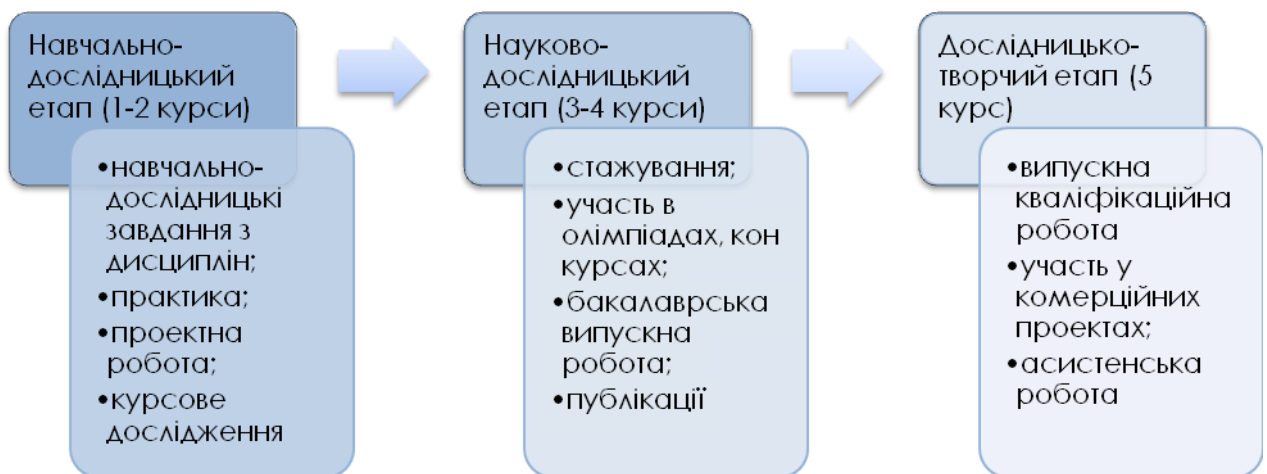 Навчально-
дослідницький
етап (1-2 курси)
•навчально-
дослідницькі
завдання з
дисциплін;
•практика;
•проектна
робота;
•курсове
дослідження
Науково-
дослідницький
етап (3-4 курси)
•стажування;
•участь в
олімпіадах, кон
курсах;
•бакалаврська
випускна
робота;
•публікації
Дослідницько-
творчий етап (5
курс)
•випускна
кваліфікаційна
робота
•участь у
комерційних
проектах;
•асистенська
робота